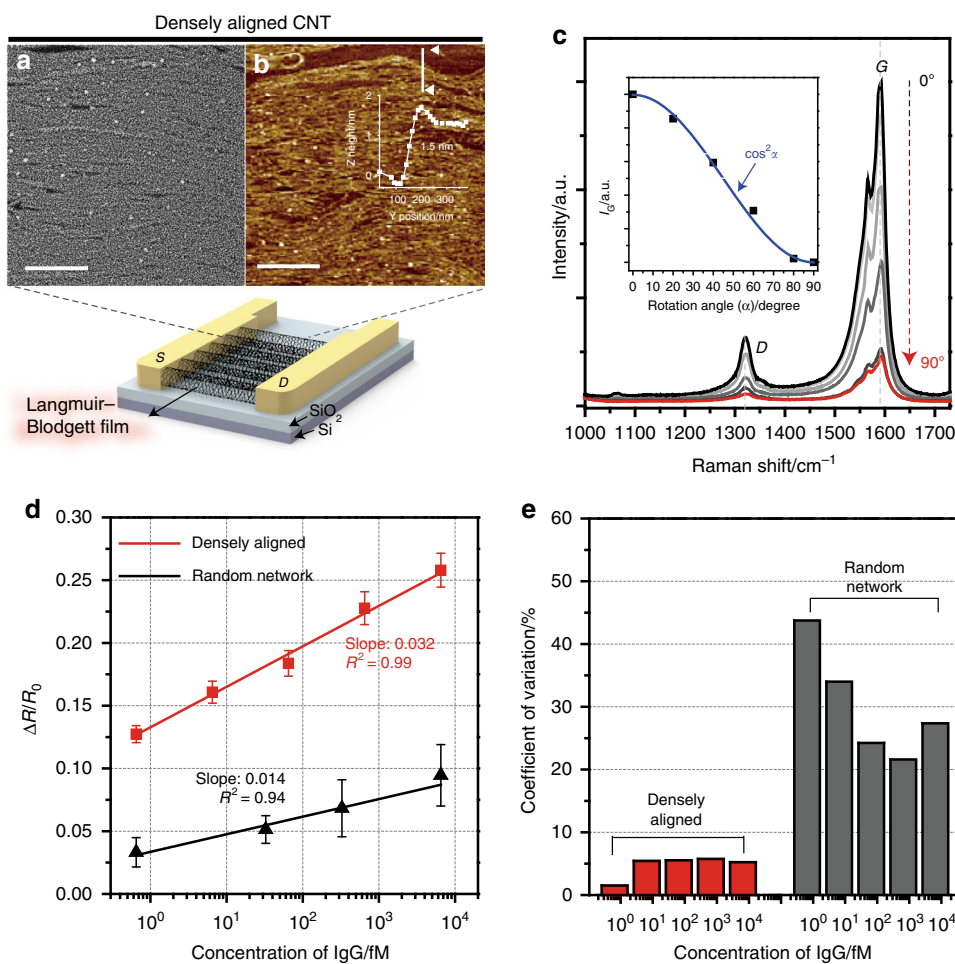 Densely aligned CNT
a
b
2
1
0
Z height/nm
1.5 nm
100 200 300
Y position/nm
S
D
Langmuir–
Blodgett film
SiO2
Si
c
G
0°
D
90°
Intensity/a.u.
IG/a.u.
cos²α
0 10 20 30 40 50 60 70 80 90
Rotation angle (α)/degree
1000 1100 1200 1300 1400 1500 1600 1700
Raman shift/cm⁻¹
d
0.30
0.25
0.20
0.15
0.10
0.05
0.00
ΔR/R0
Densely aligned
Random network
Slope: 0.032
R² = 0.99
Slope: 0.014
R² = 0.94
10⁰ 10¹ 10² 10³ 10⁴
Concentration of IgG/fM
e
60
50
40
30
20
10
0
Coefficient of variation/%
Random
network
Densely
aligned
10⁰ 10¹ 10² 10³ 10⁴ 10⁰ 10¹ 10² 10³ 10⁴
Concentration of IgG/fM